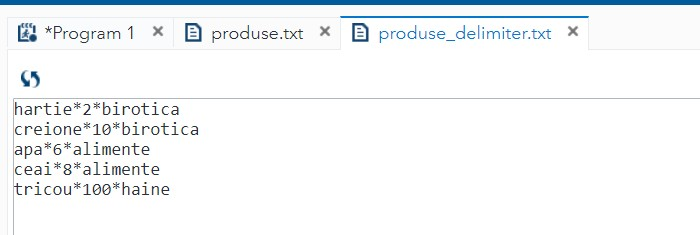 *Program 1 × produse.txt × produse_delimiter.txt ×
hartie*2*birotica
creione*10*birotica
apa*6*alimente
ceai*8*alimente
tricou*100*haine